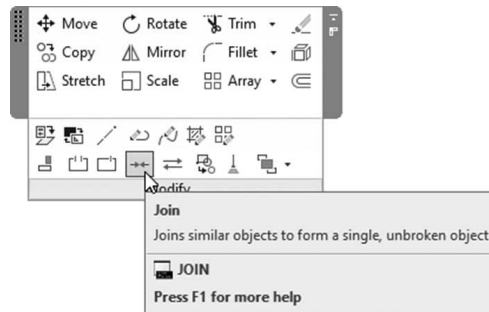 Move Rotate Trim
Copy Mirror Fillet
Stretch Scale Array
Modify
Join
Joins similar objects to form a single, unbroken object
JOIN
Press F1 for more help